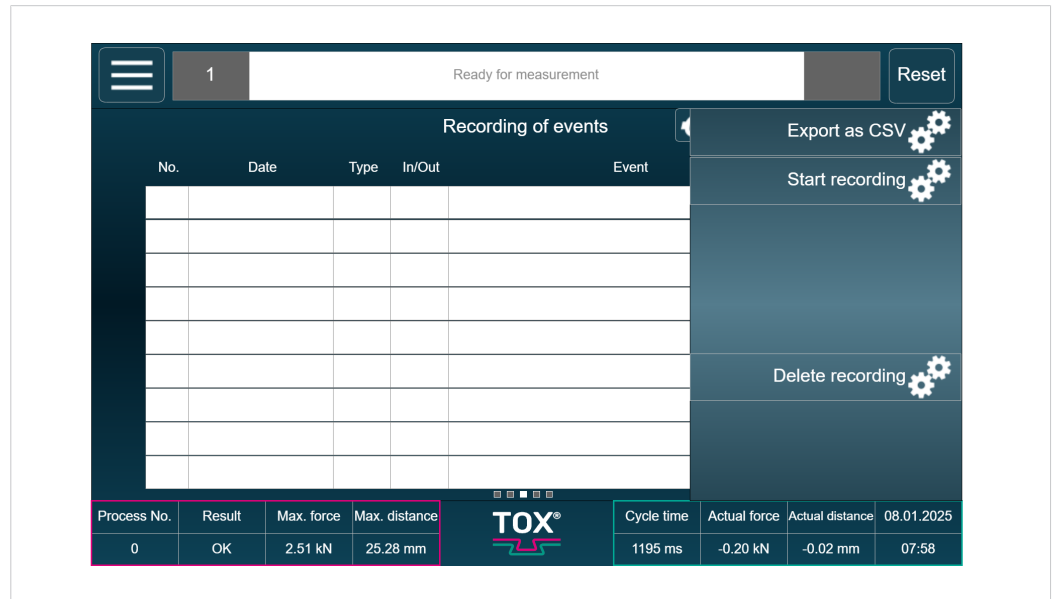 1
Ready for measurement
Reset
Recording of events
Export as CSV
No. Date Type In/Out Event
Start recording
Delete recording
Process No. Result Max. force Max. distance
0 OK 2.51 kN 25.28 mm
TOX®
Cycle time Actual force Actual distance 08.01.2025
1195 ms -0.20 kN -0.02 mm 07:58